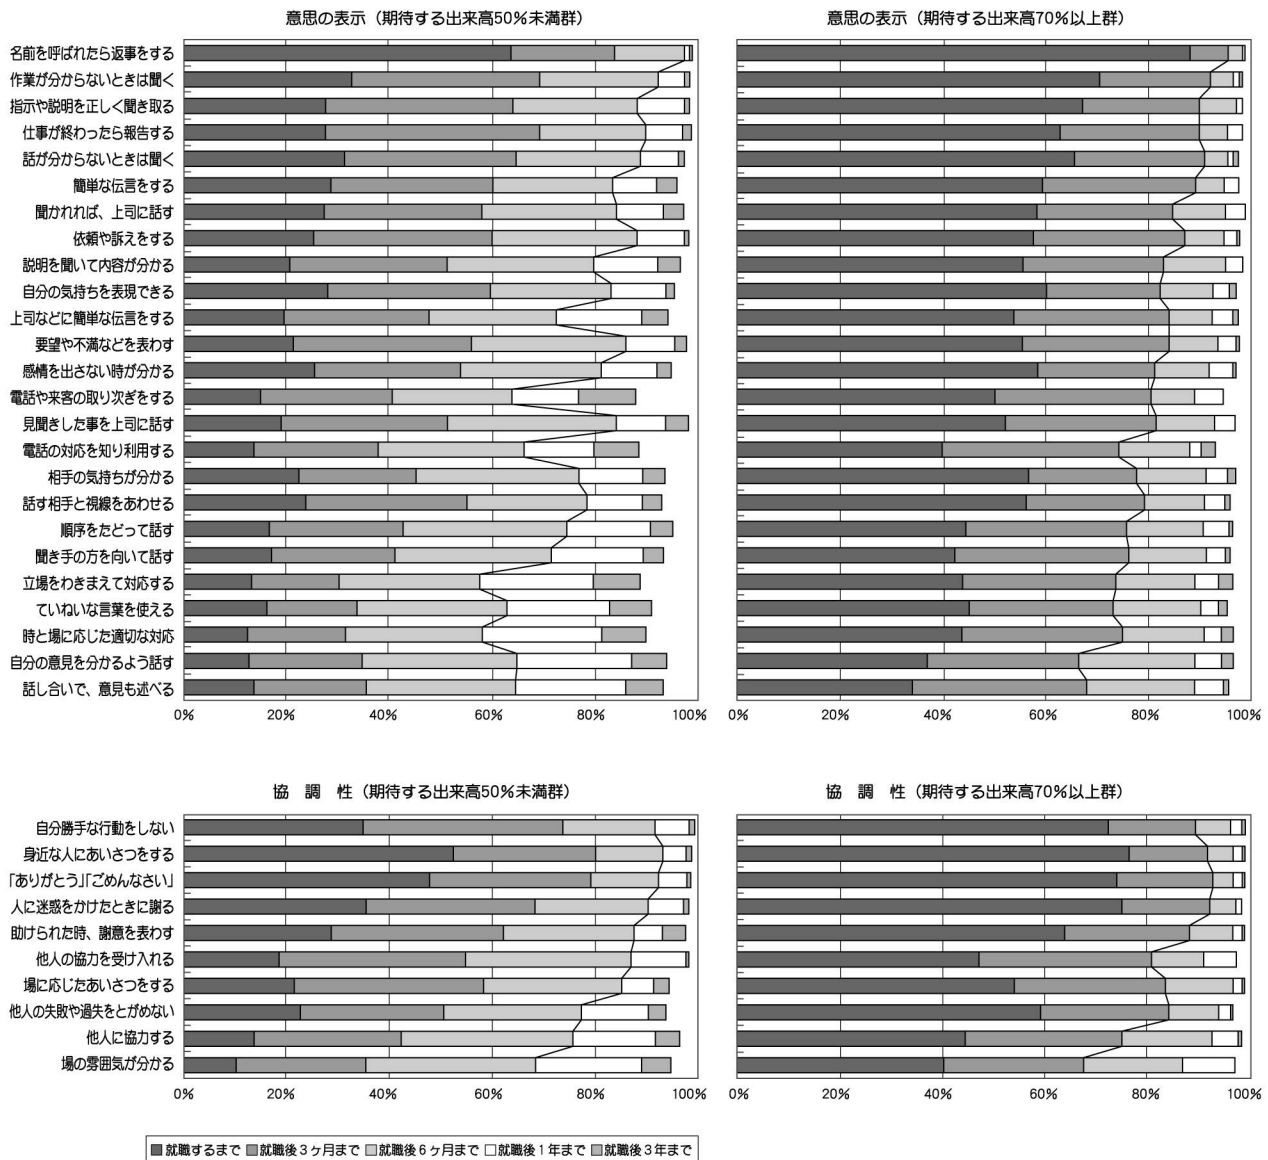 意思の表示（期待する出来高50%未満群）
意思の表示（期待する出来高70%以上群）
名前を呼ばれたら返事をする
作業が分からないときは聞く
指示や説明を正しく聞き取る
仕事が終わったら報告する
話が分からないときは聞く
簡単な伝言をする
聞かれれば、上司に話す
依頼や訴えをする
説明を聞いて内容が分かる
自分の気持ちを表現できる
上司などに簡単な伝言をする
要望や不満などを表わす
感情を出さない時が分かる
電話や来客の取り次ぎをする
見聞きした事を上司に話す
電話の対応を知り利用する
相手の気持ちが分かる
話す相手と視線をあわせる
順序をたどって話す
聞き手の方を向いて話す
立場をわきまえて対応する
ていねいな言葉を使える
時と場に応じた適切な対応
自分の意見を分かるよう話す
話し合いで、意見も述べる
0% 20% 40% 60% 80% 100%
0% 20% 40% 60% 80% 100%
協 調 性（期待する出来高50%未満群）
協 調 性（期待する出来高70%以上群）
自分勝手な行動をしない
身近な人にあいさつをする
「ありがとう」「ごめんなさい」
人に迷惑をかけたときに謝る
助けられた時、謝意を表わす
他人の協力を受け入れる
場に応じたあいさつをする
他人の失敗や過失をとがめない
他人に協力する
場の雰囲気が分かる
0% 20% 40% 60% 80% 100%
0% 20% 40% 60% 80% 100%
就職するまで 就職後3ヶ月まで 就職後6ヶ月まで 就職後1年まで 就職後3年まで